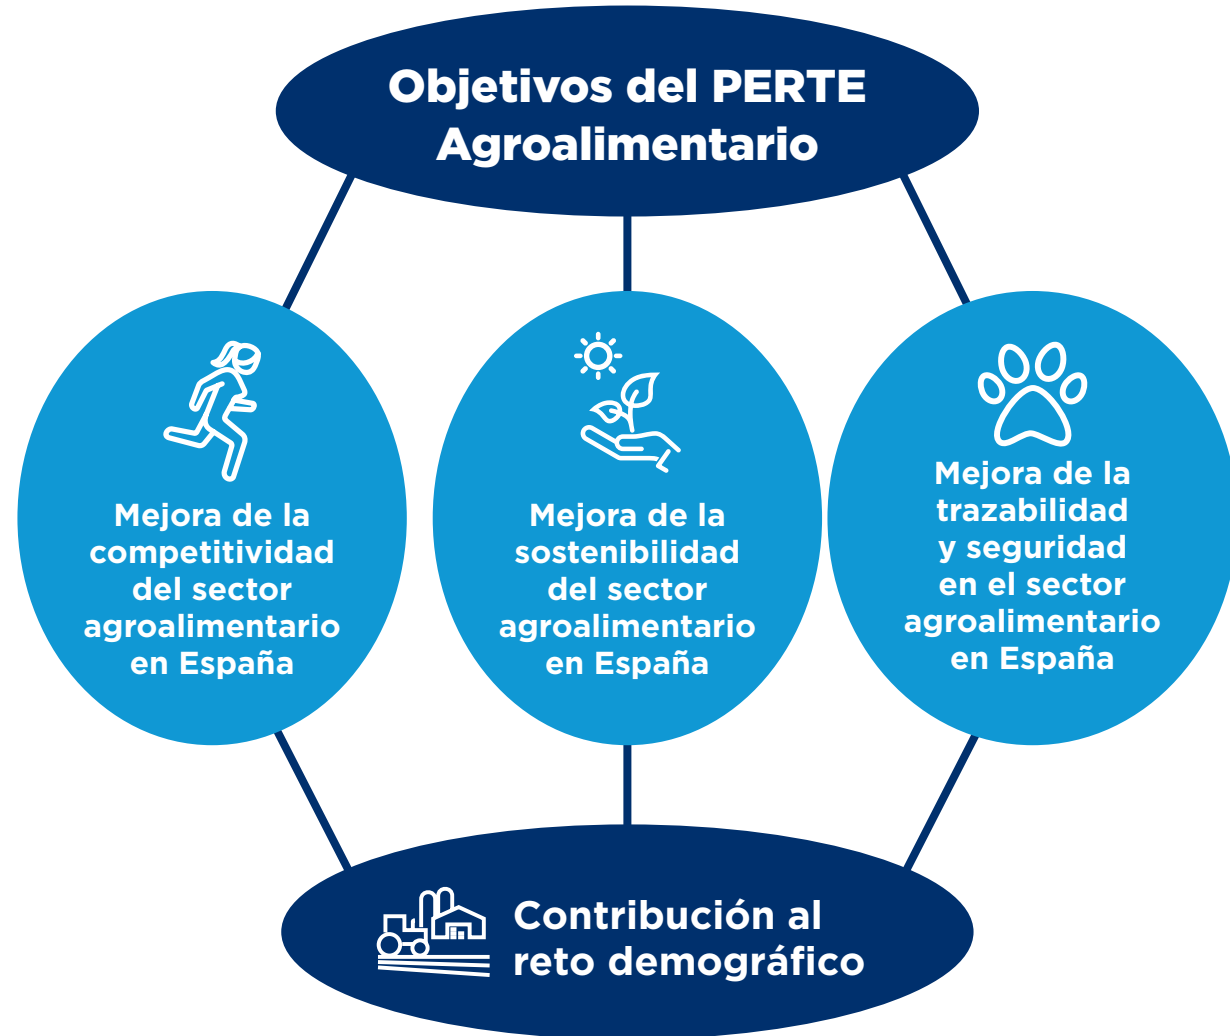 Objetivos del PERTE
Agroalimentario
Mejora de la
competitividad
del sector
agroalimentario
en España
Mejora de la
sostenibilidad
del sector
agroalimentario
en España
Mejora de la
trazabilidad
y seguridad
en el sector
agroalimentario
en España
Contribución al
reto demográfico